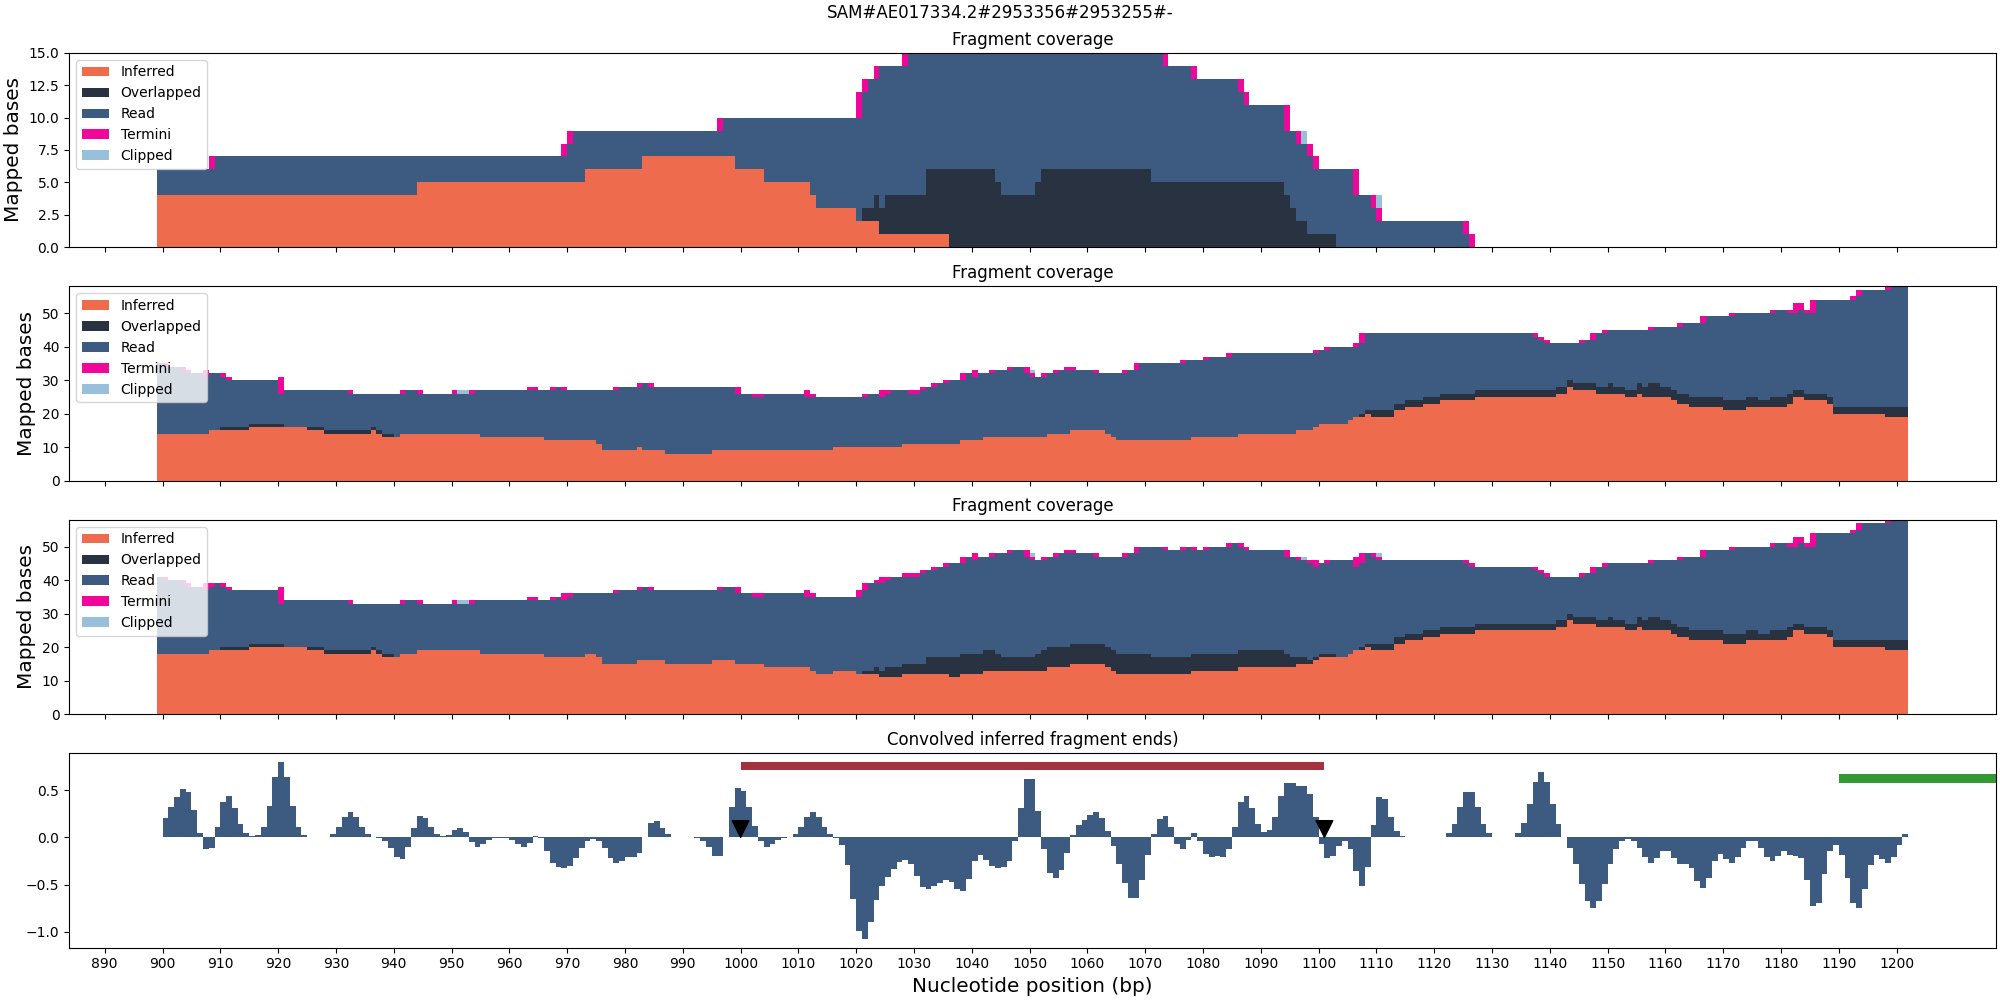 SAM#AE017334.2#2953356#2953255#-
Fragment coverage
Mapped bases
15.0
12.5
10.0
7.5
5.0
2.5
0.0
Inferred
Overlapped
Read
Termini
Clipped
Fragment coverage
Mapped bases
50
40
30
20
10
0
Inferred
Overlapped
Read
Termini
Clipped
Fragment coverage
Mapped bases
50
40
30
20
10
0
Inferred
Overlapped
Read
Termini
Clipped
Convolved inferred fragment ends)
0.5
0.0
−0.5
−1.0
890 900 910 920 930 940 950 960 970 980 990 1000 1010 1020 1030 1040 1050 1060 1070 1080 1090 1100 1110 1120 1130 1140 1150 1160 1170 1180 1190 1200
Nucleotide position (bp)